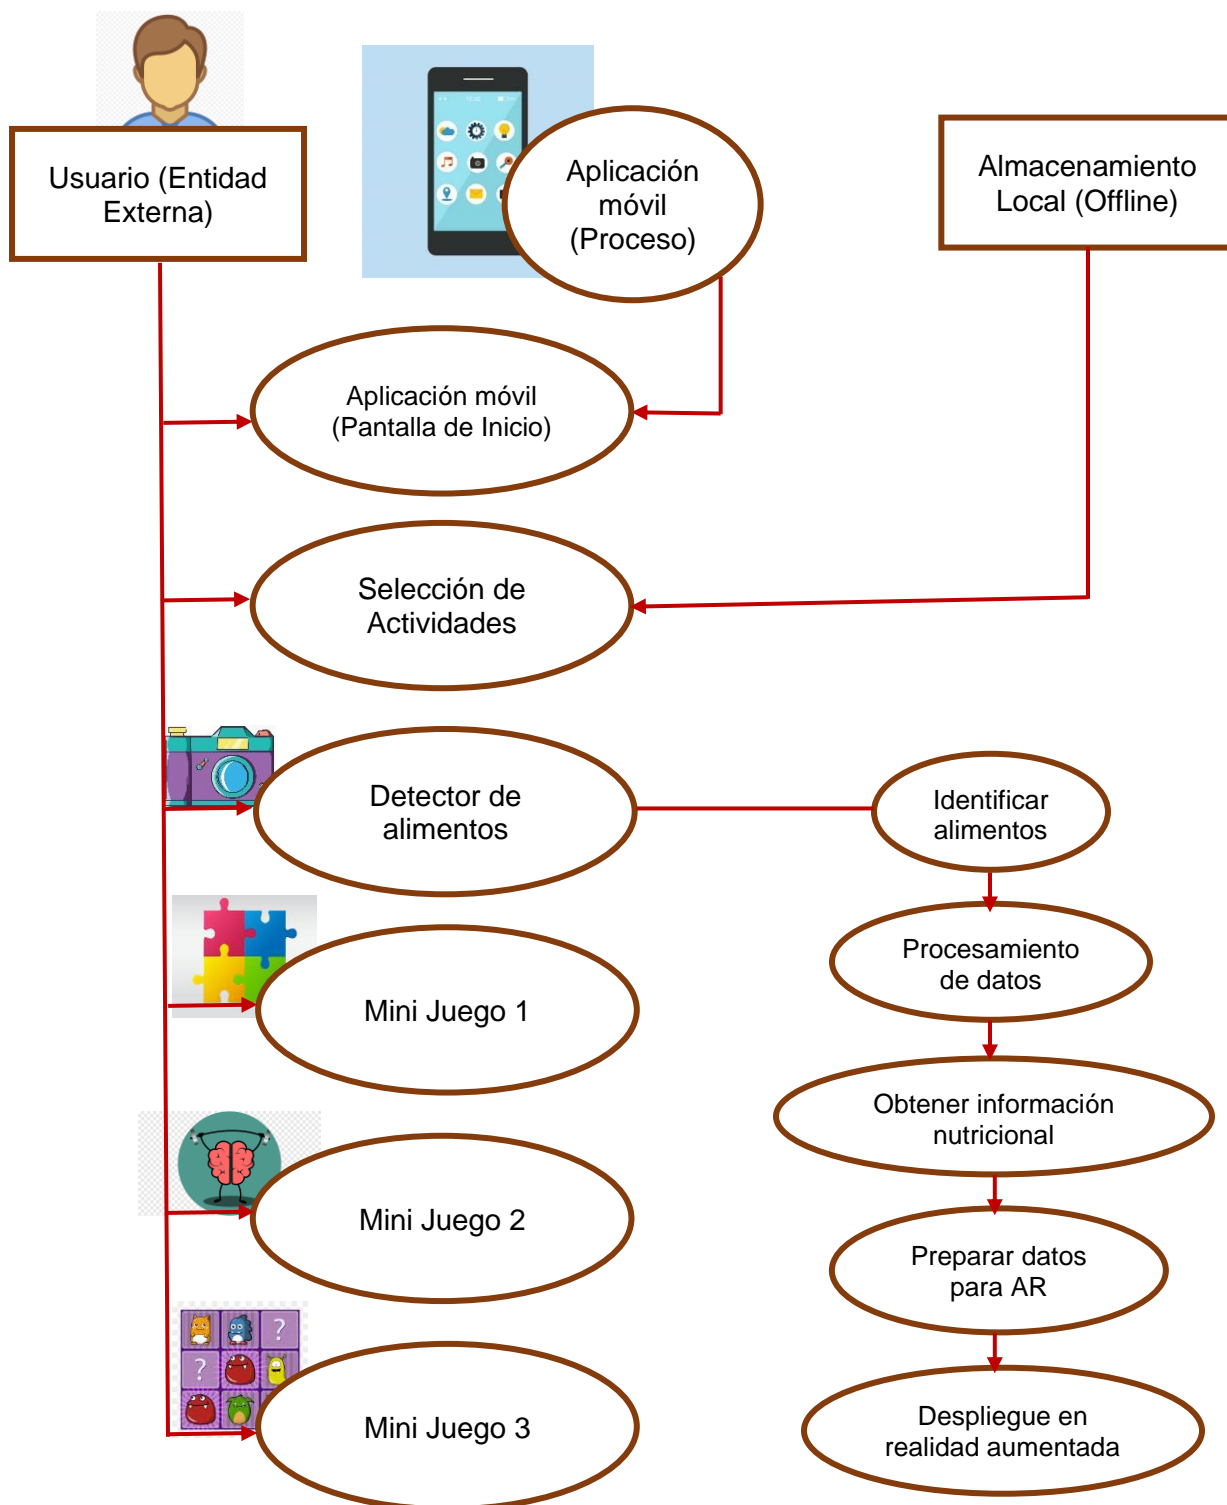 Usuario (Entidad
Externa)
Aplicación
móvil
(Proceso)
Almacenamiento
Local (Offline)
Aplicación móvil
(Pantalla de Inicio)
Selección de
Actividades
Detector de
alimentos
Identificar
alimentos
Procesamiento
de datos
Mini Juego 1
Obtener información
nutricional
Mini Juego 2
Preparar datos
para AR
?
?
Mini Juego 3
Despliegue en
realidad aumentada